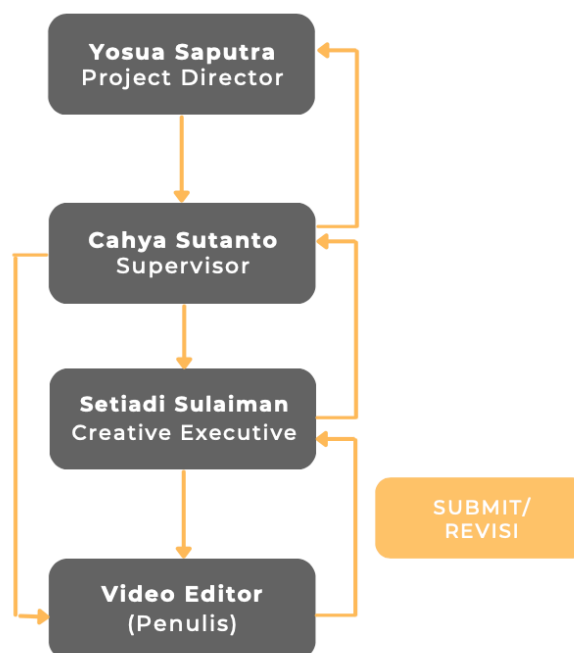 Yosua Saputra
Project Director
Cahya Sutanto
Supervisor
Setiadi Sulaiman
Creative Executive
SUBMIT/
REVISI
Video Editor
(Penulis)